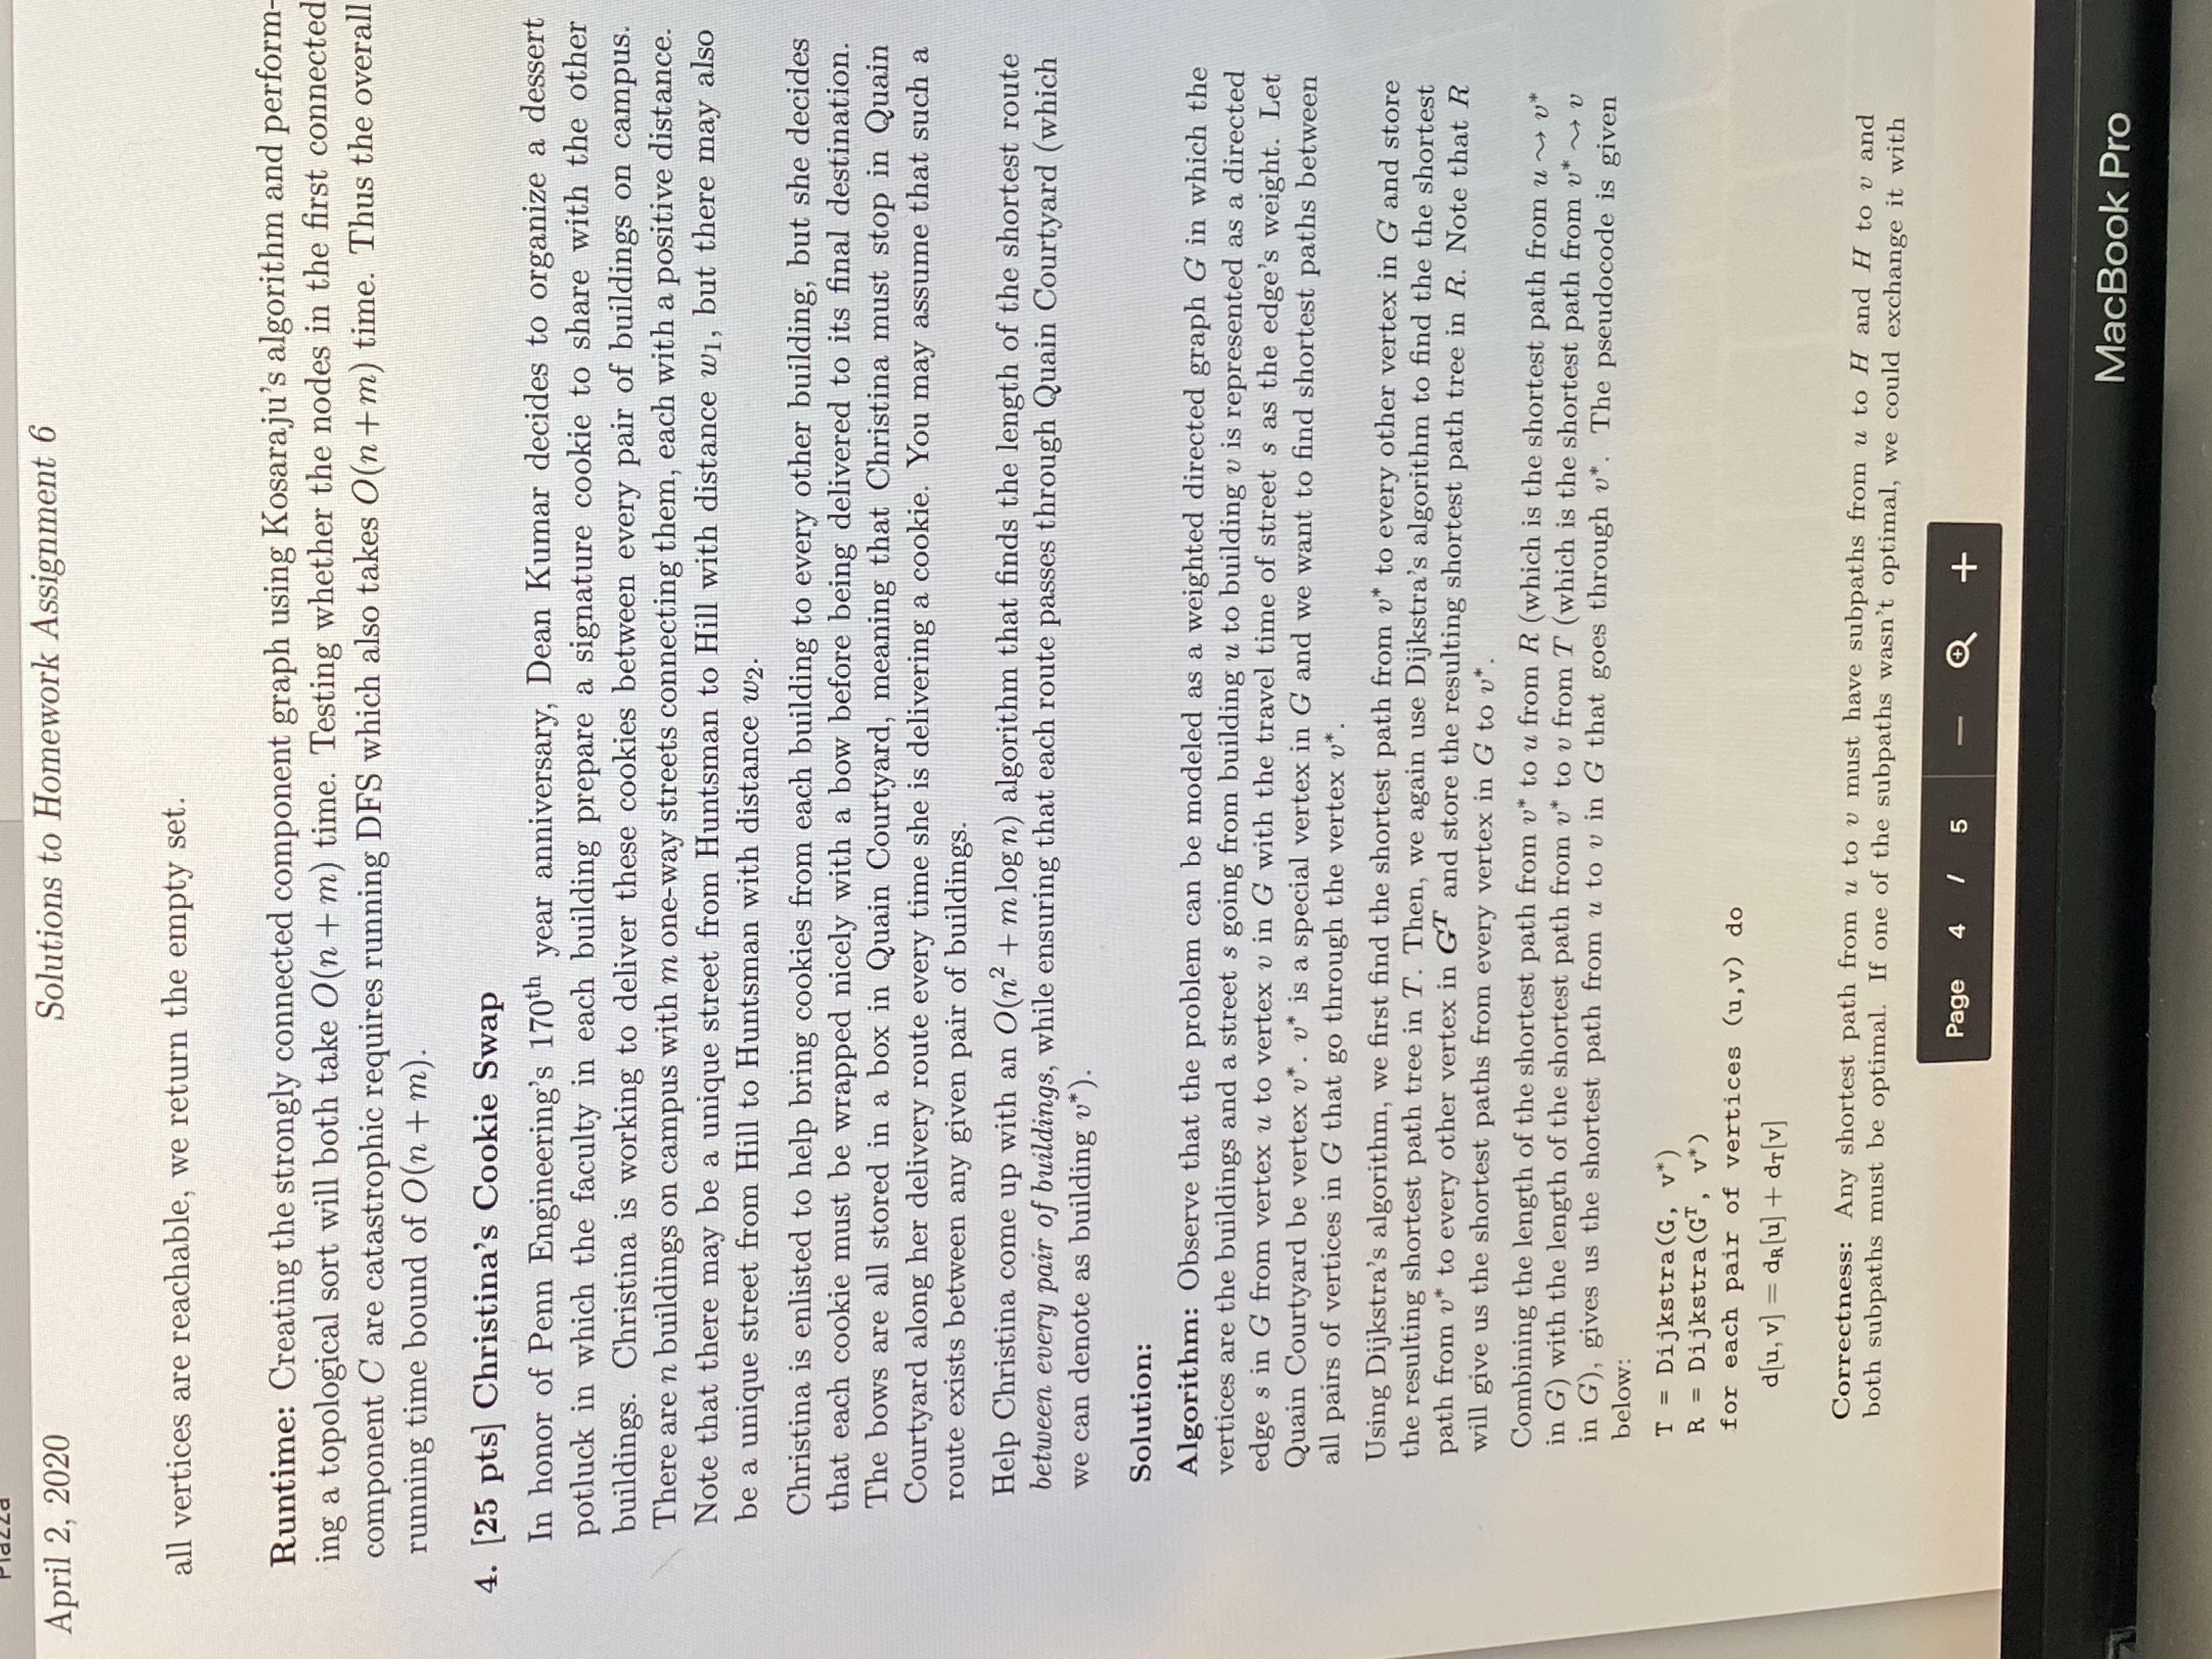 Piazza
April 2, 2020
Solutions to Homework Assignment 6
all vertices are reachable, we return the empty set.
Runtime: Creating the strongly connected component graph using Kosaraju's algorithm and perform-
ing a topological sort will both take O(n + m) time. Testing whether the nodes in the first connected
component C are catastrophic requires running DFS which also takes O(n + m) time. Thus the overall
running time bound of O(n + m).
4. [25 pts] Christina's Cookie Swap
In honor of Penn Engineering's 170th year anniversary, Dean Kumar decides to organize a dessert
potluck in which the faculty in each building prepare a signature cookie to share with the other
buildings. Christina is working to deliver these cookies between every pair of buildings on campus.
There are n buildings on campus with m one-way streets connecting them, each with a positive distance.
Note that there may be a unique street from Huntsman to Hill with distance w₁, but there may also
be a unique street from Hill to Huntsman with distance w₂.
Christina is enlisted to help bring cookies from each building to every other building, but she decides
that each cookie must be wrapped nicely with a bow before being delivered to its final destination.
The bows are all stored in a box in Quain Courtyard, meaning that Christina must stop in Quain
Courtyard along her delivery route every time she is delivering a cookie. You may assume that such a
route exists between any given pair of buildings.
Help Christina come up with an O(n² + m log n) algorithm that finds the length of the shortest route
between every pair of buildings, while ensuring that each route passes through Quain Courtyard (which
we can denote as building v*).
Solution:
Algorithm: Observe that the problem can be modeled as a weighted directed graph G in which the
vertices are the buildings and a street s going from building u to building v is represented as a directed
edge s in G from vertex u to vertex v in G with the travel time of street s as the edge's weight. Let
Quain Courtyard be vertex v*. v* is a special vertex in G and we want to find shortest paths between
all pairs of vertices in G that go through the vertex v*.
Using Dijkstra's algorithm, we first find the shortest path from v* to every other vertex in G and store
the resulting shortest path tree in T. Then, we again use Dijkstra's algorithm to find the the shortest
path from v* to every other vertex in Gᵀ and store the resulting shortest path tree in R. Note that R
will give us the shortest paths from every vertex in G to v*.
Combining the length of the shortest path from v* to u from R (which is the shortest path from u ⇝ v*
in G) with the length of the shortest path from v* to v from T (which is the shortest path from v* ⇝ v
in G), gives us the shortest path from u to v in G that goes through v*. The pseudocode is given
below:
T = Dijkstra(G, v*)
R = Dijkstra(Gᵀ, v*)
for each pair of vertices (u,v) do
d[u, v] = d_R[u] + d_T[v]
Correctness: Any shortest path from u to v must have subpaths from u to H and H to v and
both subpaths must be optimal. If one of the subpaths wasn't optimal, we could exchange it with
Page 4 / 5
MacBook Pro